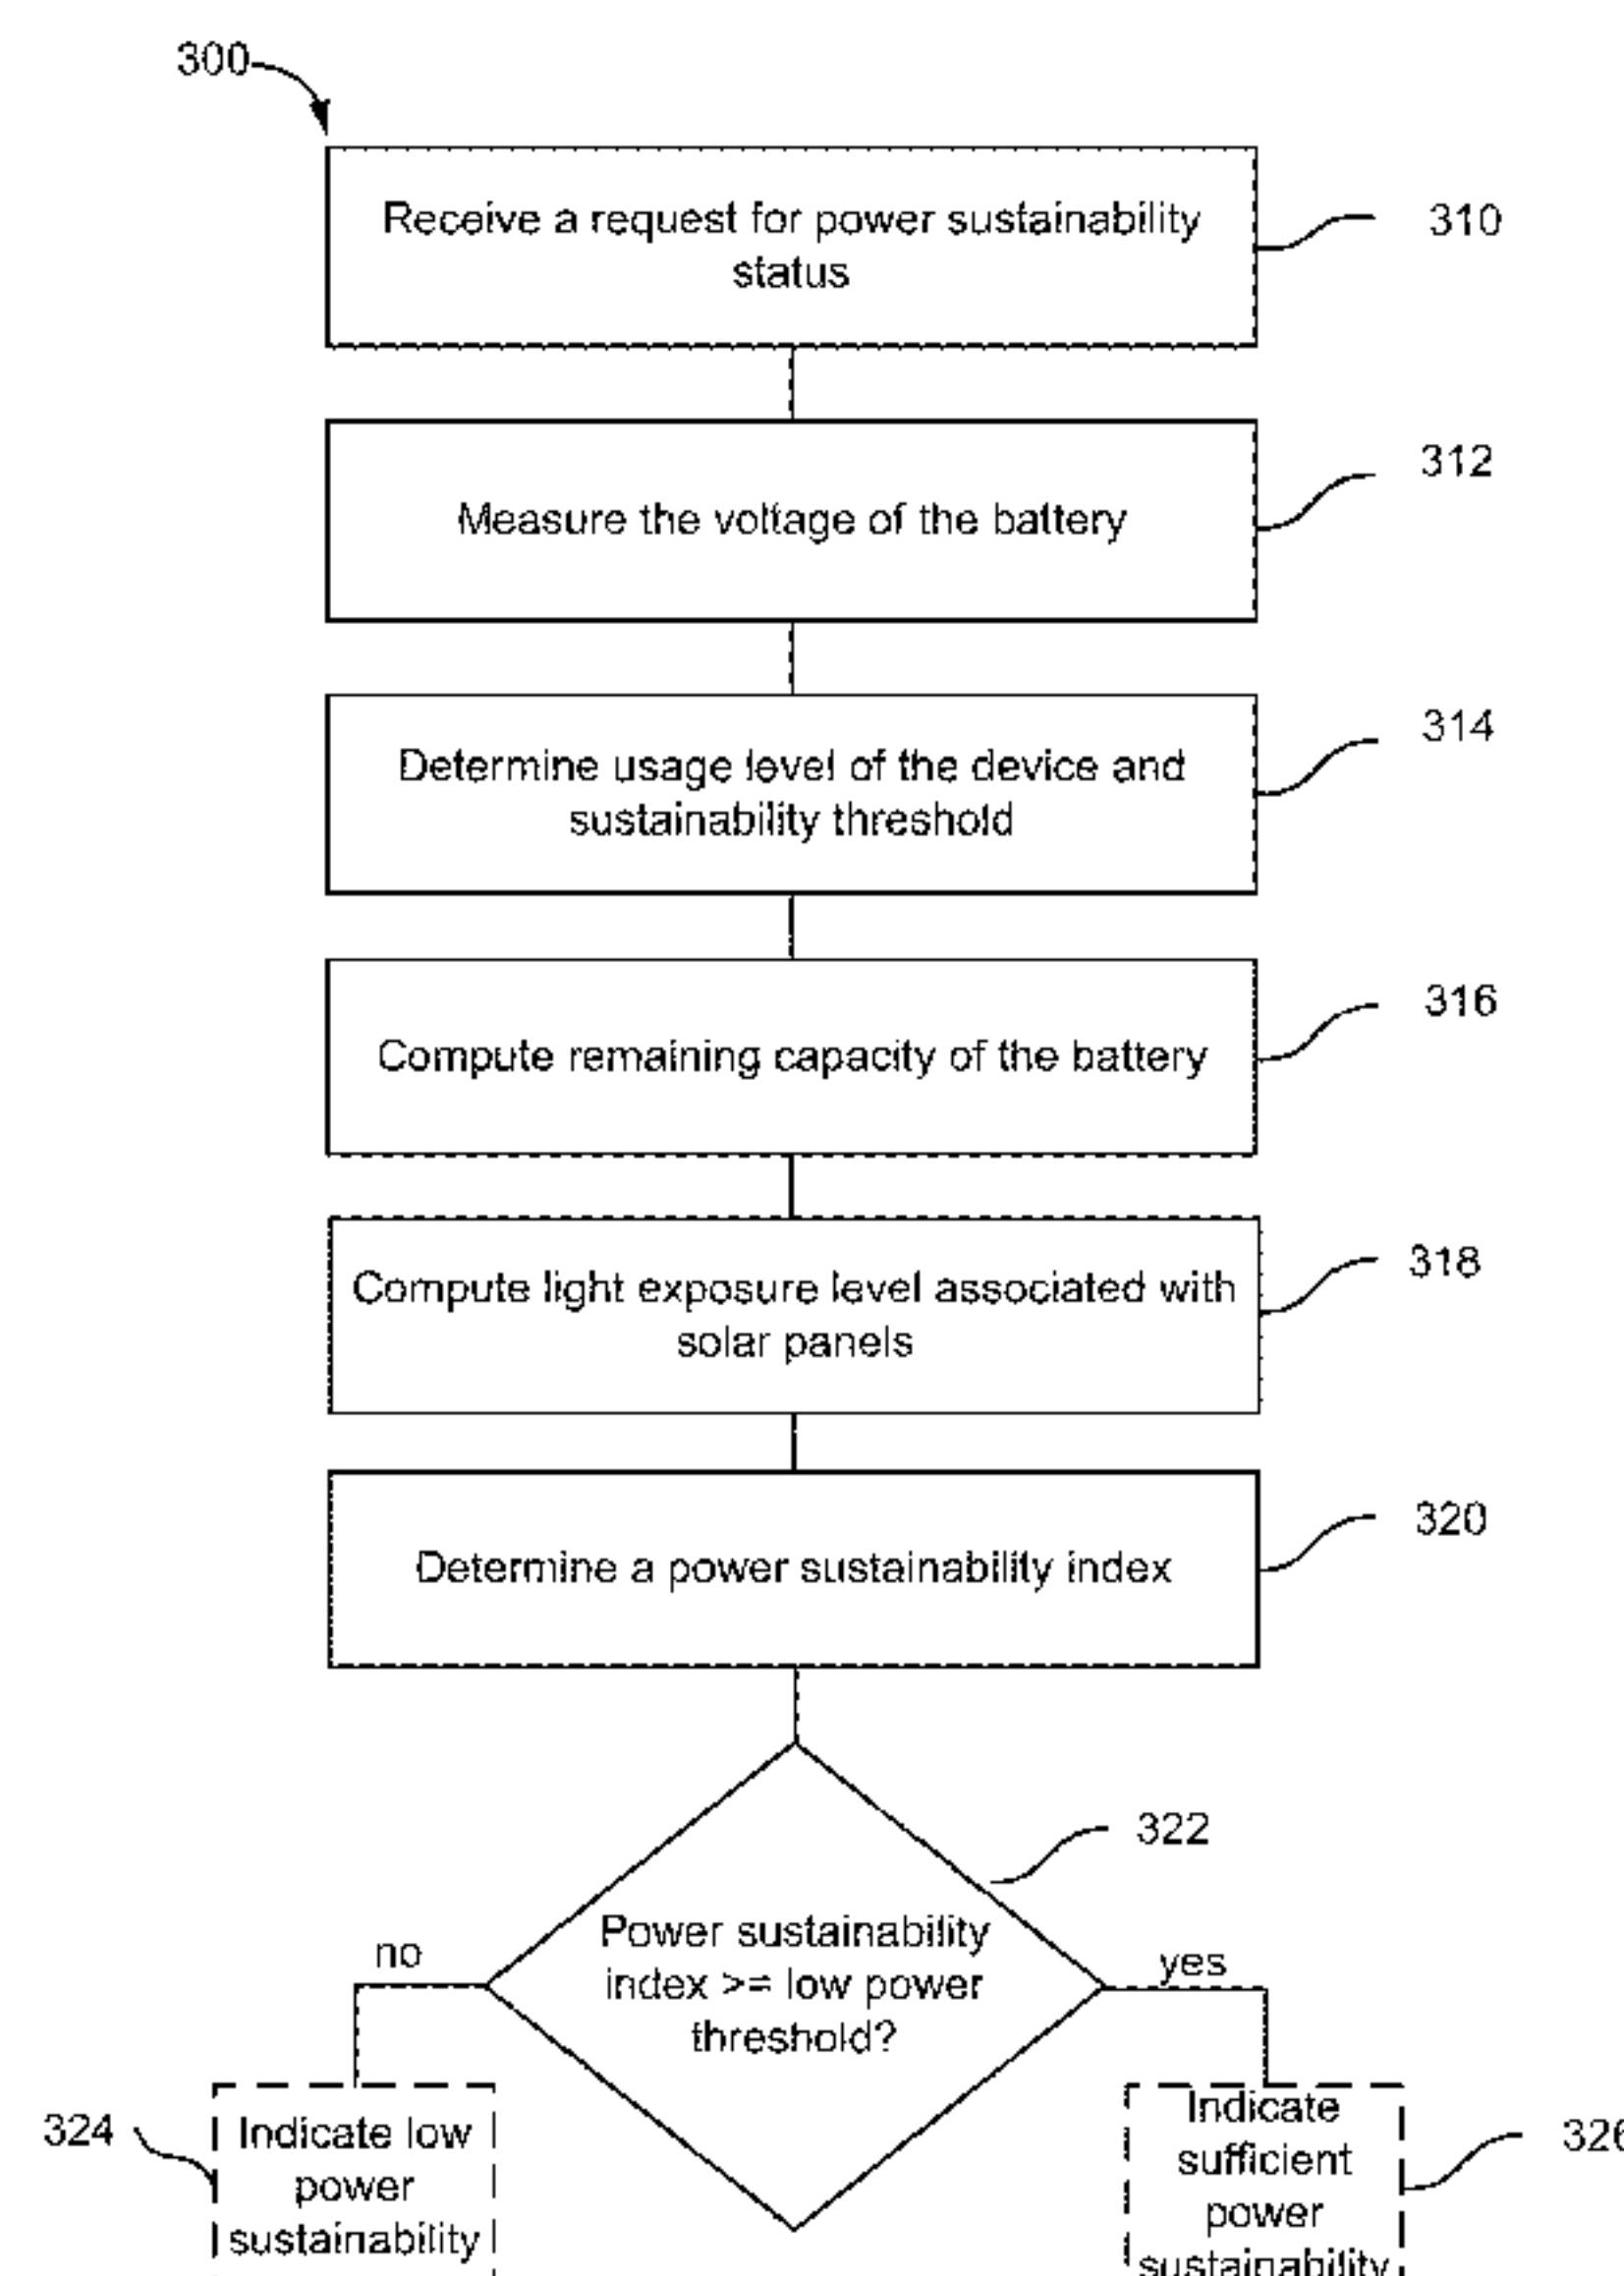 300
Receive a request for power sustainability
status
310
Measure the voltage of the battery
312
Determine usage level of the device and
sustainability threshold
314
Compute remaining capacity of the battery
316
Compute light exposure level associated with
solar panels
318
Determine a power sustainability index
320
322
Power sustainability
index >= low power
threshold?
no
yes
324
Indicate low
power
sustainability
Indicate
sufficient
power
sustainability
326